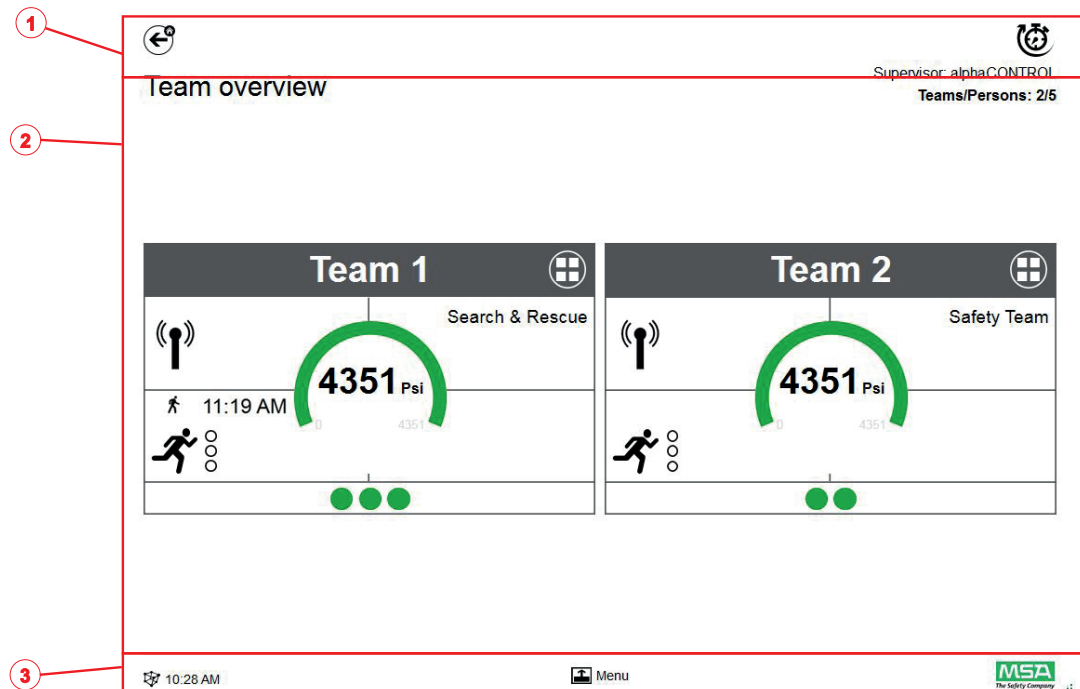 1
Supervisor: alphaCONTROL
Team overview
Teams/Persons: 2/5
2
Team 1
Search & Rescue
4351 Psi
0 4351
11:19 AM
Team 2
Safety Team
4351 Psi
0 4351
3
10:28 AM
Menu
MSA
The Safety Company